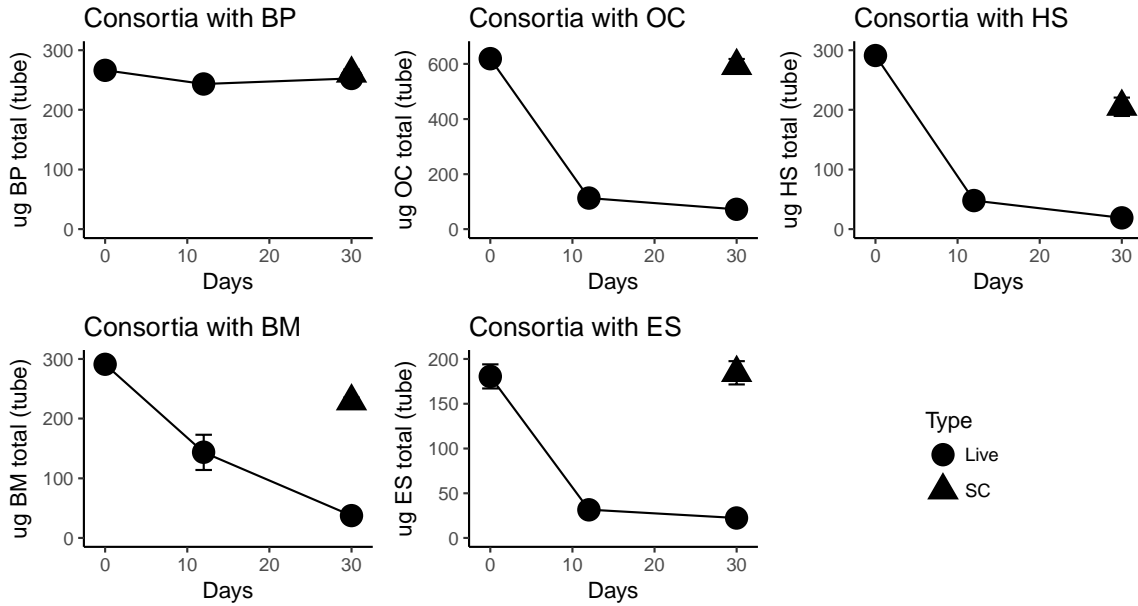 Consortia with BP
ug BP total (tube)
300
200
100
0
0 10 20 30
Days
Consortia with OC
ug OC total (tube)
600
400
200
0
0 10 20 30
Days
Consortia with HS
ug HS total (tube)
300
200
100
0
0 10 20 30
Days
Consortia with BM
ug BM total (tube)
300
200
100
0
0 10 20 30
Days
Consortia with ES
ug ES total (tube)
200
150
100
50
0
0 10 20 30
Days
Type
Live
SC